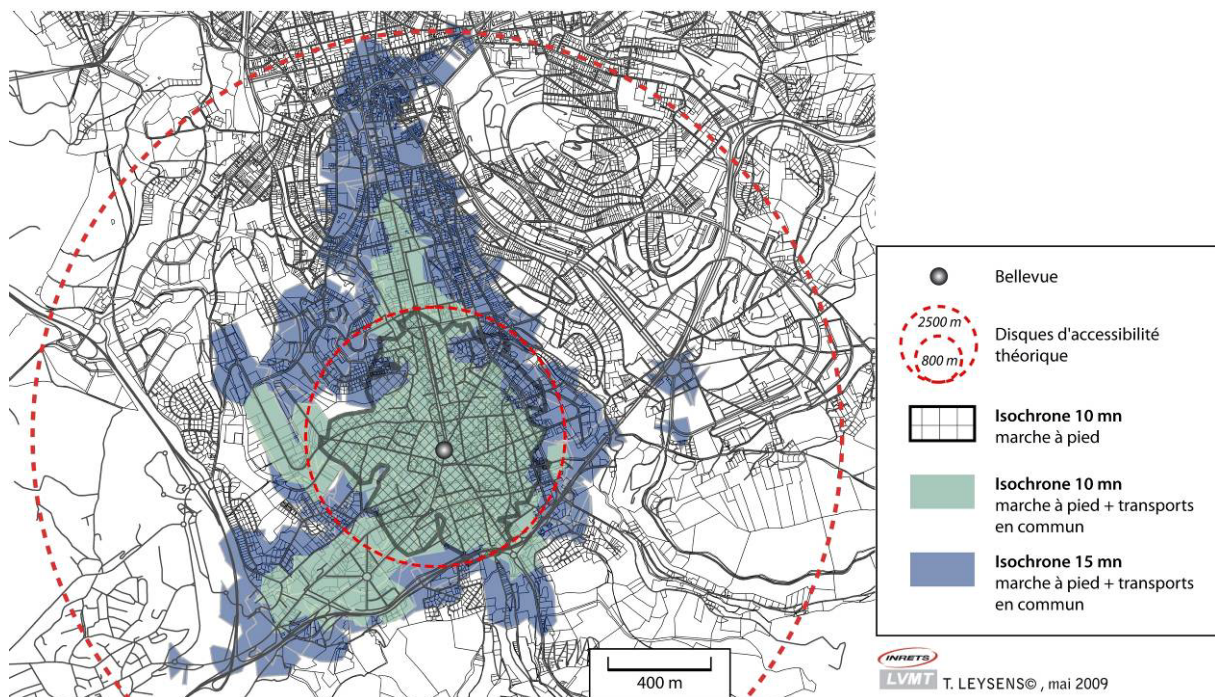 Bellevue
2500 m
800 m
Disques d'accessibilité
théorique
Isochrone 10 mn
marche à pied
Isochrone 10 mn
marche à pied + transports
en commun
Isochrone 15 mn
marche à pied + transports
en commun
400 m
INRETS
LVMT T. LEYSENS© , mai 2009